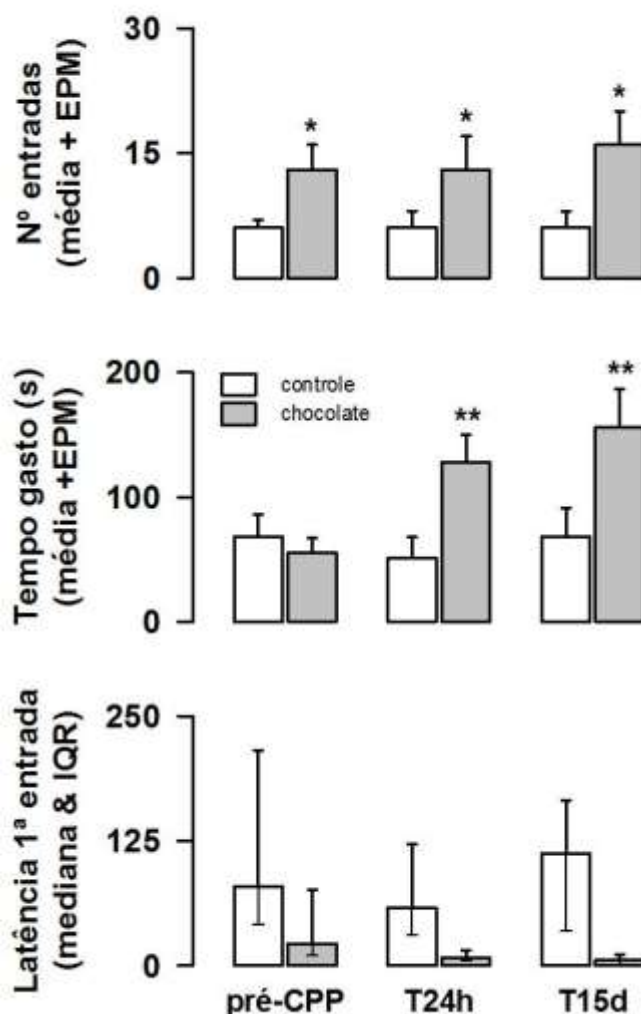 Nº entradas
(média + EPM)
30
15
0
*
*
*
Tempo gasto (s)
(média +EPM)
200
100
0
controle
chocolate
**
**
Latência 1ª entrada
(mediana & IQR)
250
125
0
pré-CPP T24h T15d